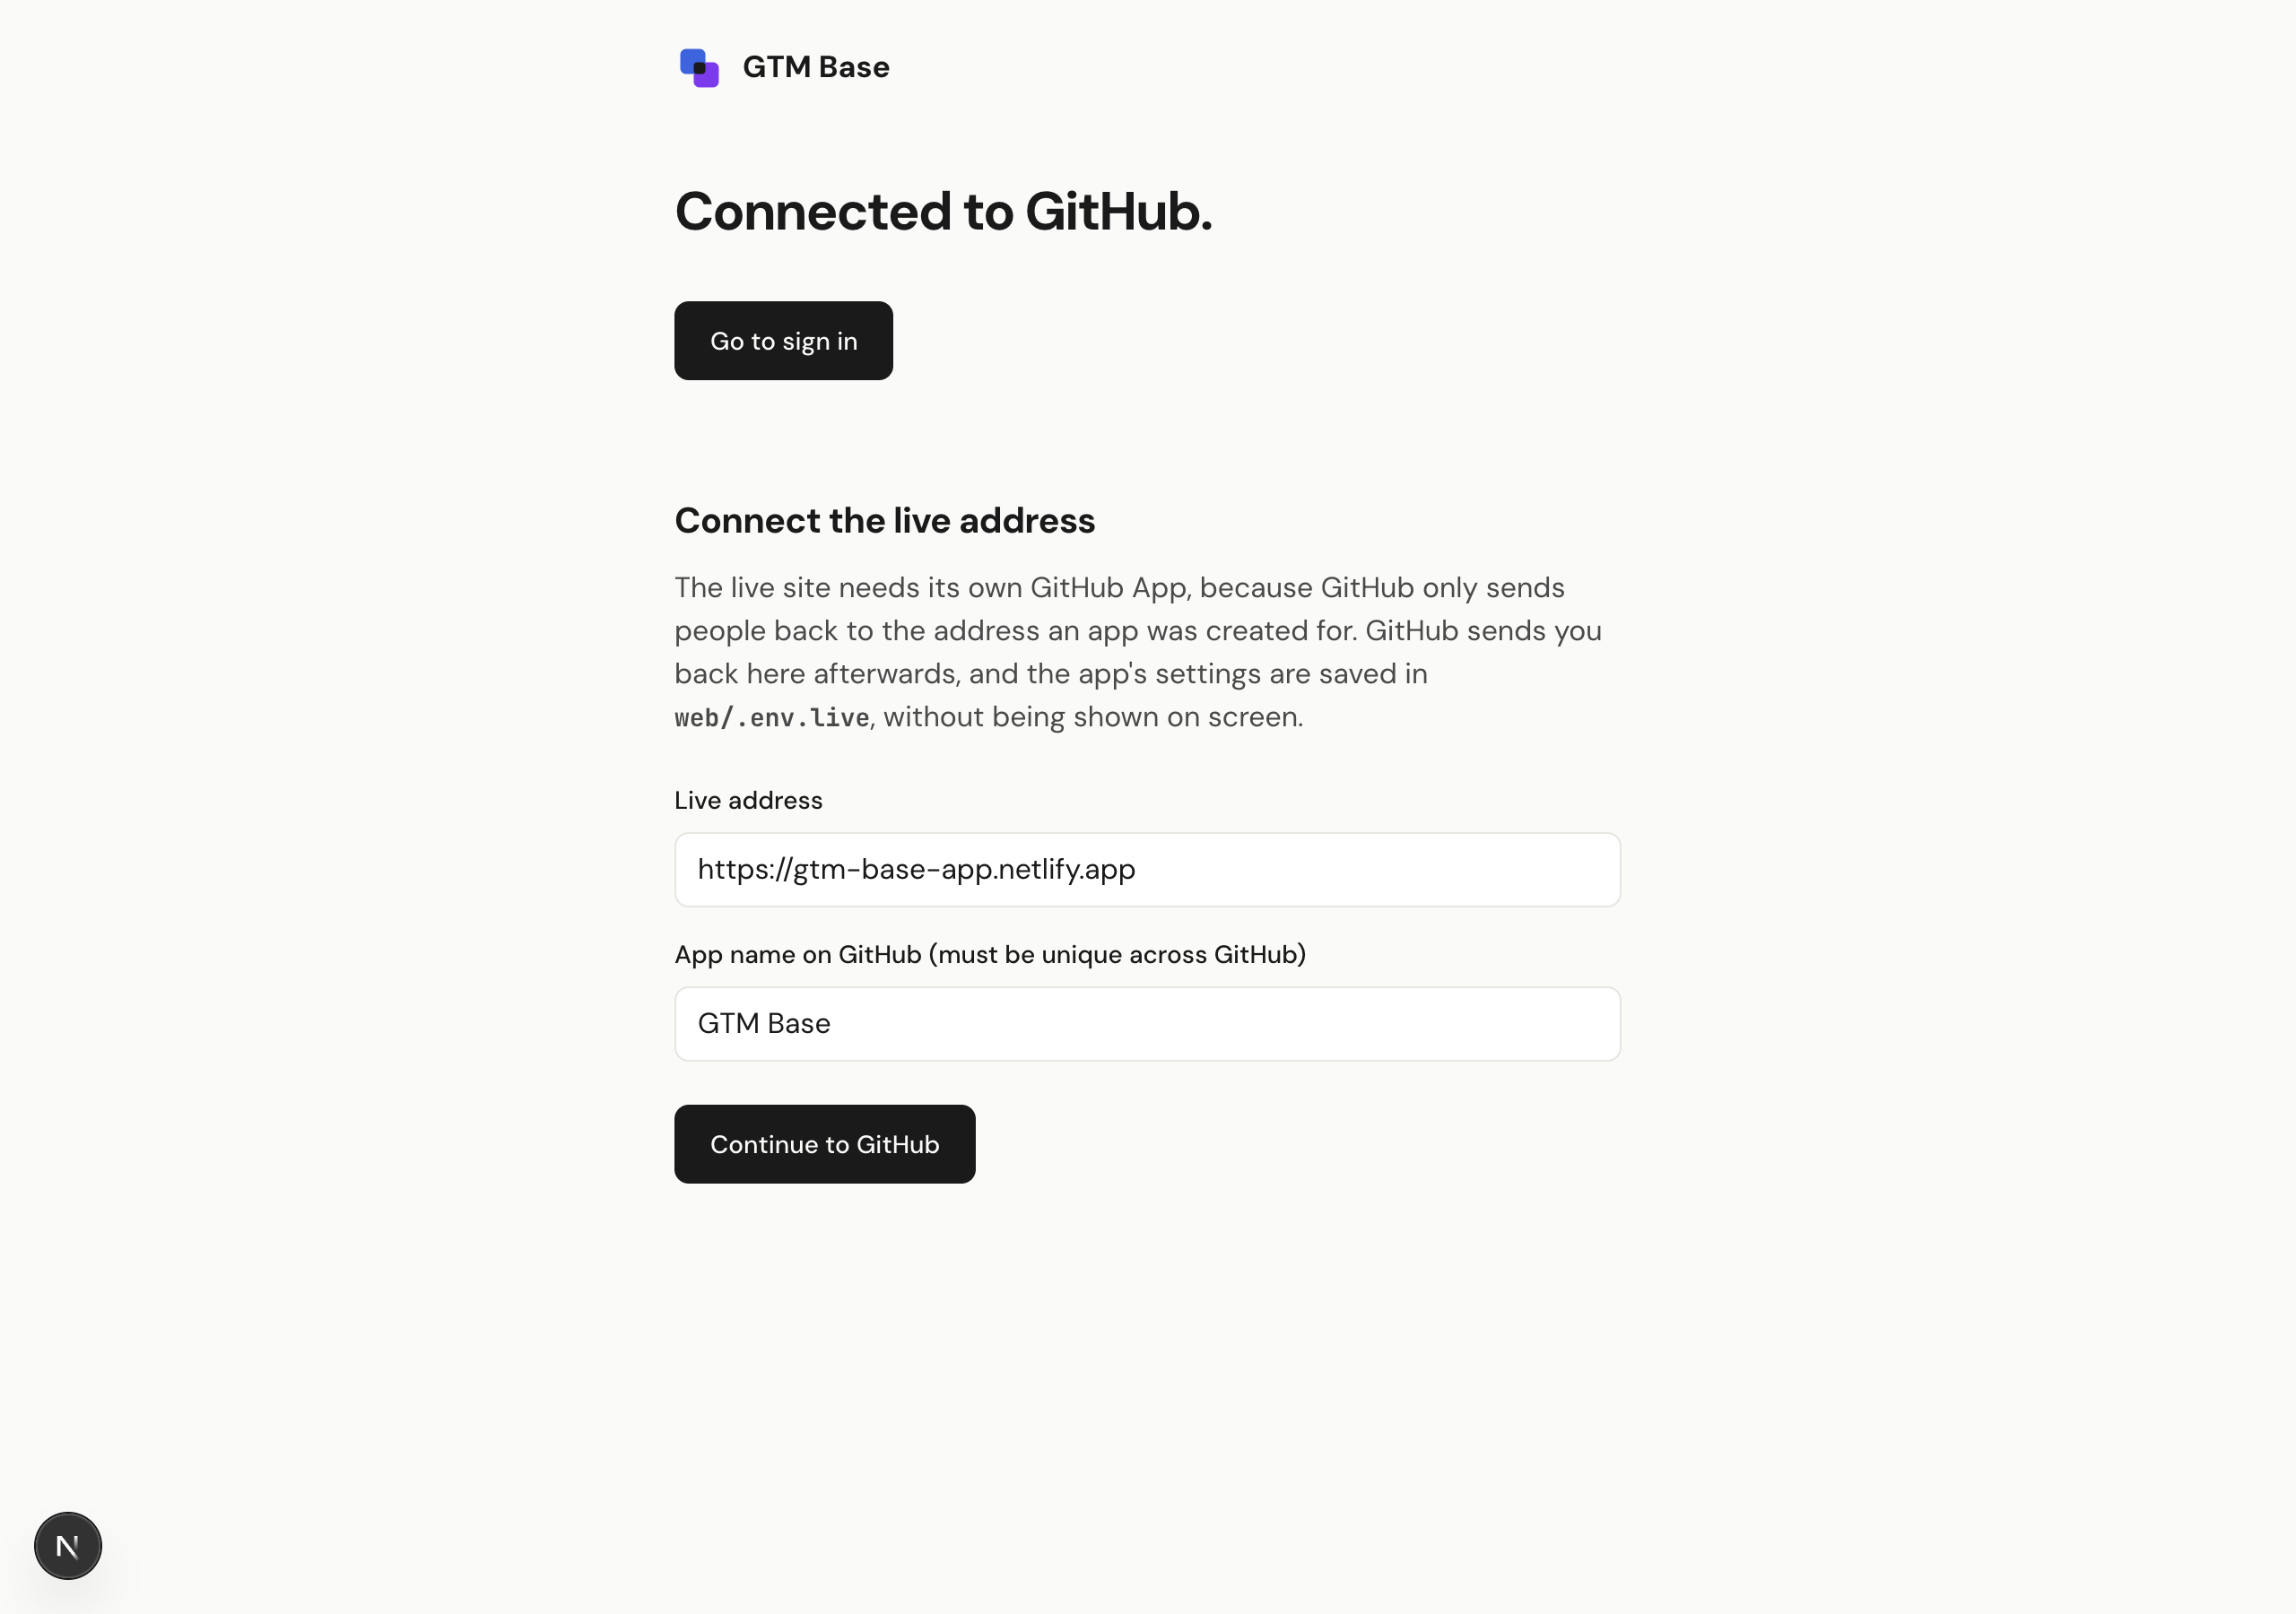 GTM Base
Connected to GitHub.
Go to sign in
Connect the live address
The live site needs its own GitHub App, because GitHub only sends
people back to the address an app was created for. GitHub sends you
back here afterwards, and the app's settings are saved in
web/.env.live, without being shown on screen.
Live address
https://gtm-base-app.netlify.app
App name on GitHub (must be unique across GitHub)
GTM Base
Continue to GitHub
N